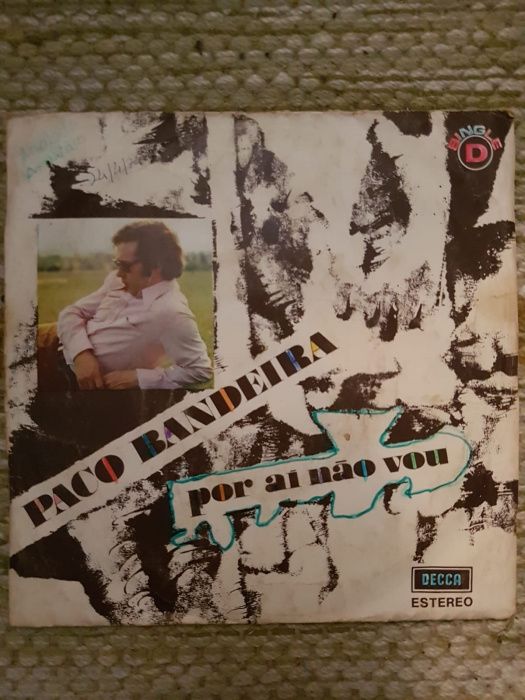 SINGLE
D
PACO BANDEIRA
por aí não vou
DECCA
ESTEREO